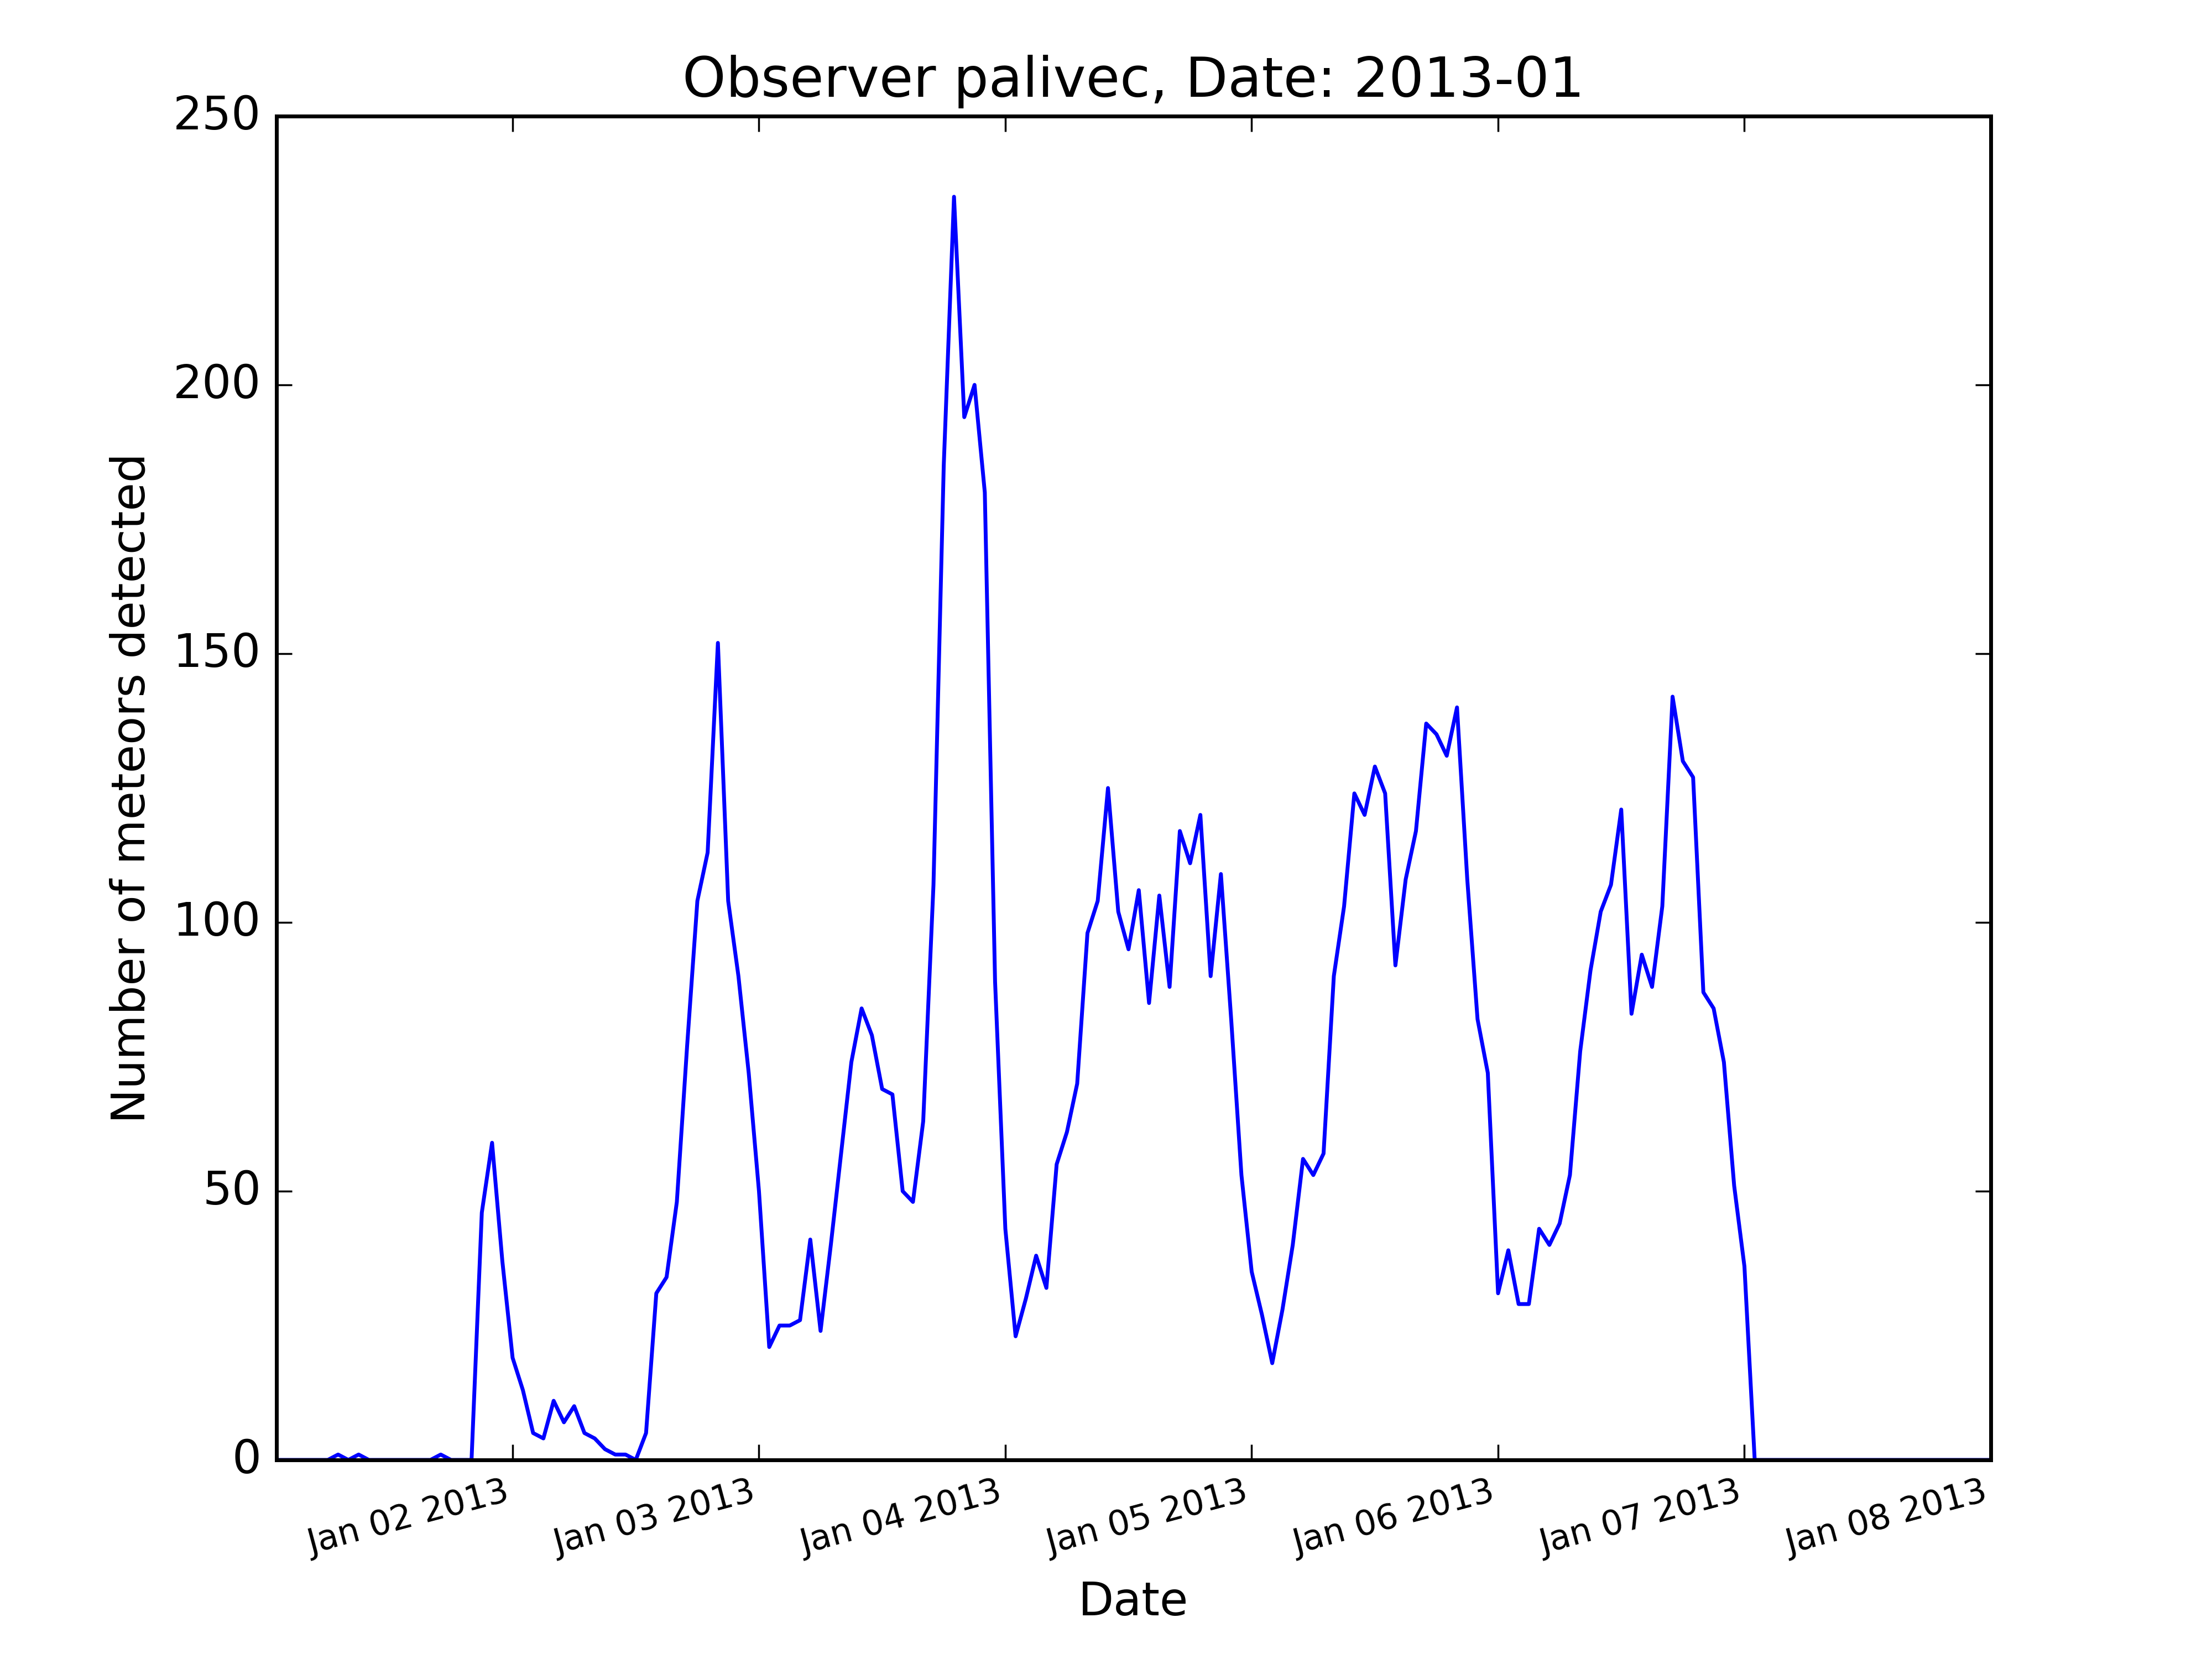 Observer palivec, Date: 2013-01
250
200
150
100
50
0
Number of meteors detected
Jan 02 2013
Jan 03 2013
Jan 04 2013
Jan 05 2013
Jan 06 2013
Jan 07 2013
Jan 08 2013
Date